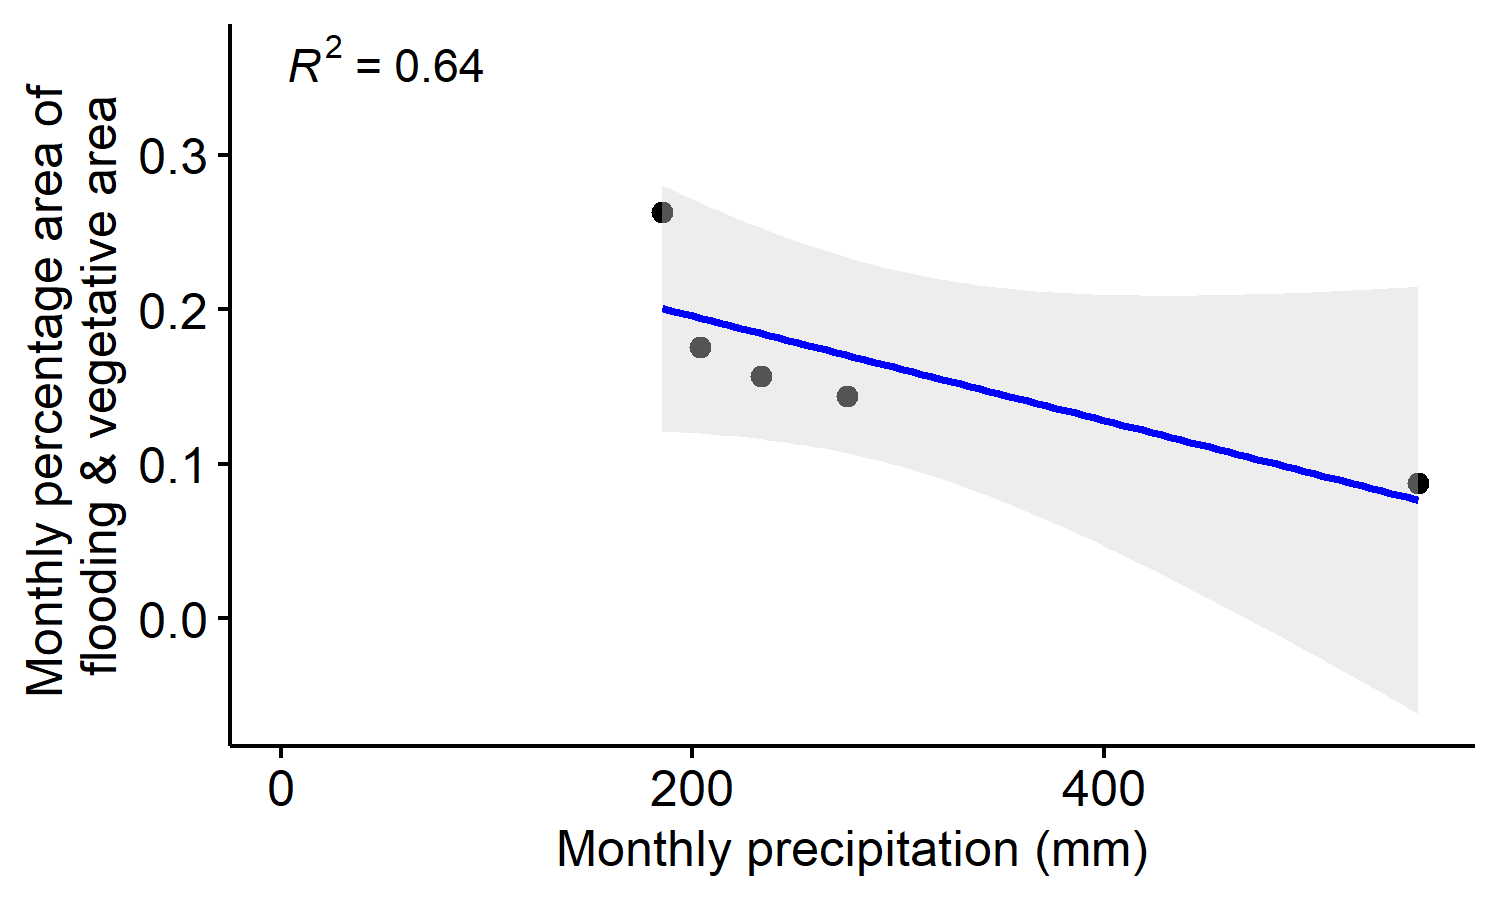 R² = 0.64
Monthly percentage area of
flooding & vegetative area
0.3
0.2
0.1
0.0
0 200 400
Monthly precipitation (mm)